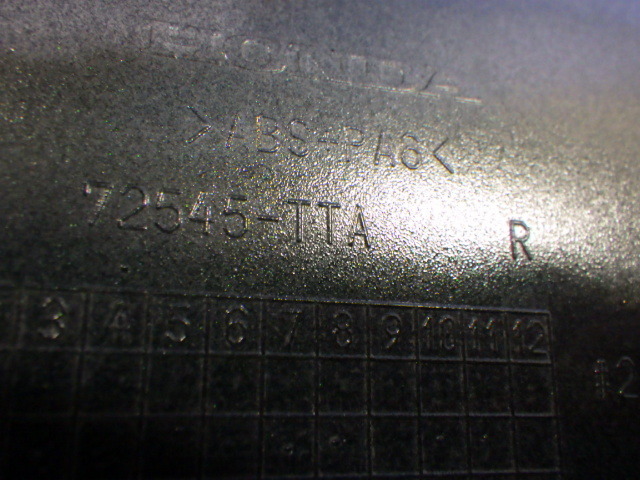 HONDA
>ABS+PA6<
72545-TTA R
3 4 5 6 7 8 9 10 11 12
12